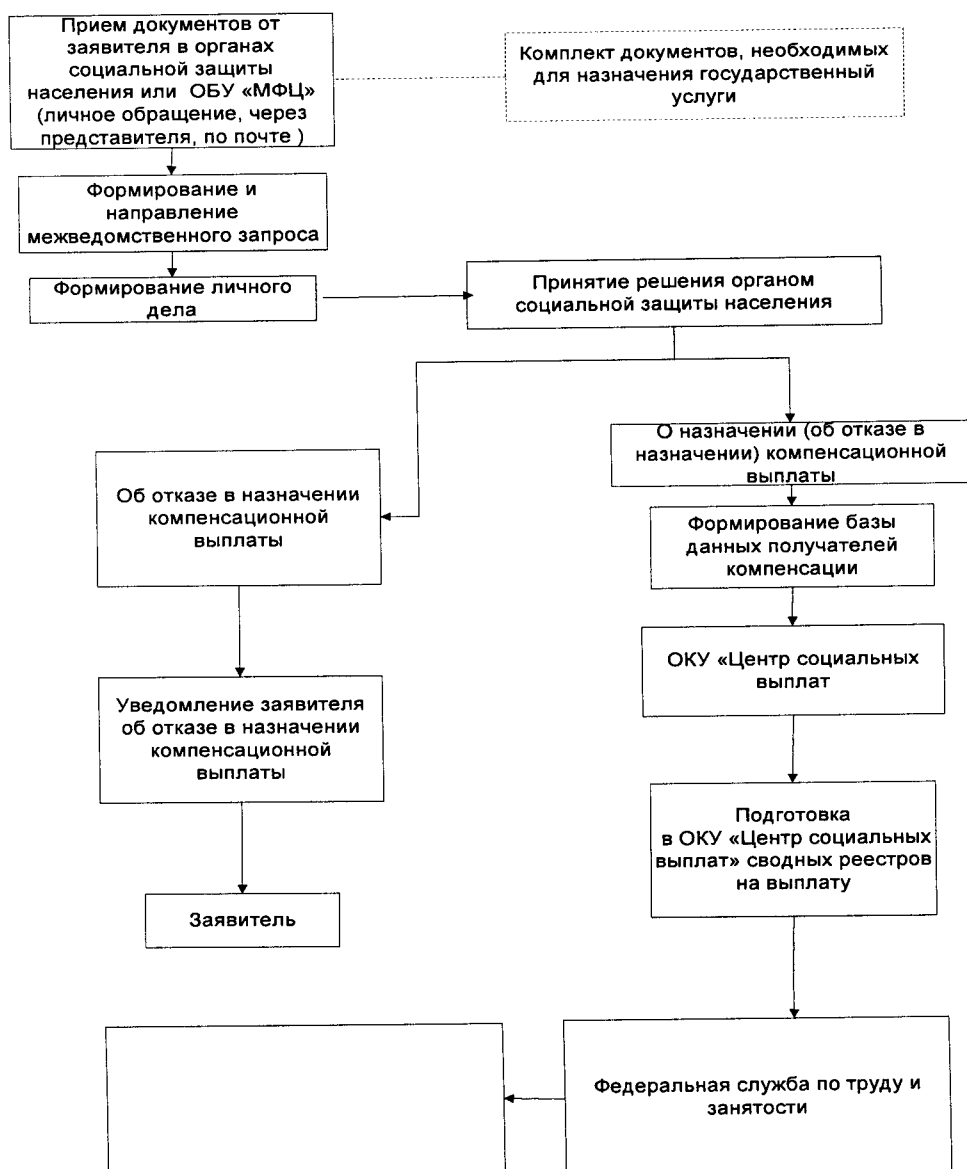 Прием документов от
заявителя в органах
социальной защиты
населения или ОБУ «МФЦ»
(личное обращение, через
представителя, по почте )
Комплект документов, необходимых
для назначения государственный
услуги
Формирование и
направление
межведомственного запроса
Формирование личного
дела
Принятие решения органом
социальной защиты населения
О назначении (об отказе в
назначении) компенсационной
выплаты
Об отказе в назначении
компенсационной
выплаты
Формирование базы
данных получателей
компенсации
ОКУ «Центр социальных
выплат
Уведомление заявителя
об отказе в назначении
компенсационной
выплаты
Подготовка
в ОКУ «Центр социальных
выплат» сводных реестров
на выплату
Заявитель
Федеральная служба по труду и
занятости